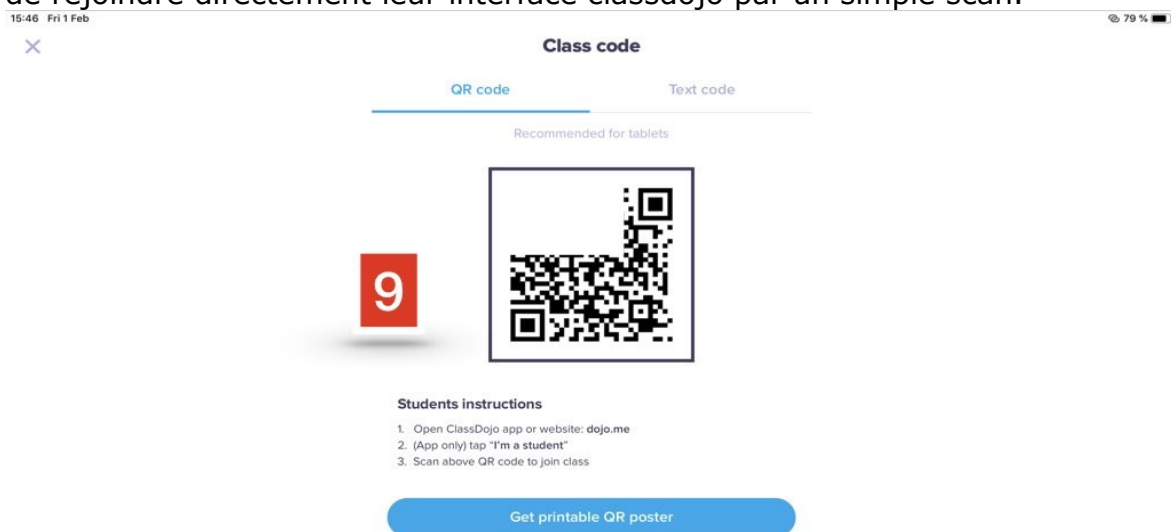 de rejoindre directement leur interface classdojo par un simple scan.
15:46 Fri 1 Feb
79 %
Class code
QR code
Text code
Recommended for tablets
9
Students instructions
1. Open ClassDojo app or website: dojo.me
2. (App only) tap "I'm a student"
3. Scan above QR code to join class
Get printable QR poster